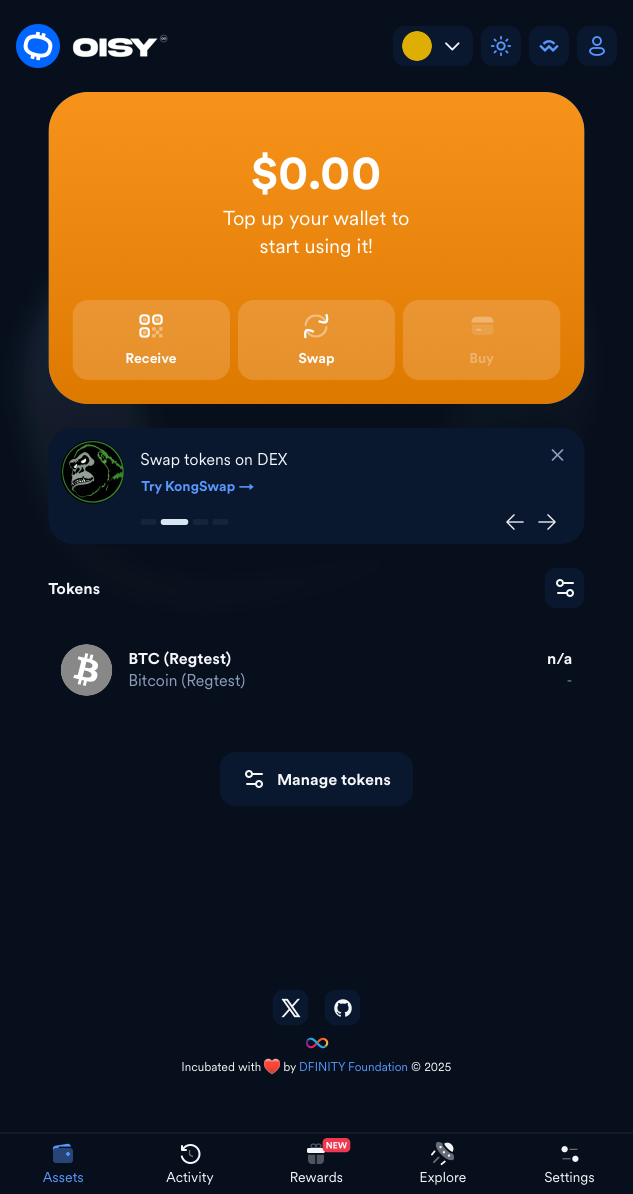 OISY
$0.00
Top up your wallet to
start using it!
Receive
Swap
Buy
Swap tokens on DEX
Try KongSwap →
Tokens
BTC (Regtest)
n/a
Bitcoin (Regtest)
-
Manage tokens
Incubated with ❤️ by DFINITY Foundation © 2025
NEW
Assets
Activity
Rewards
Explore
Settings